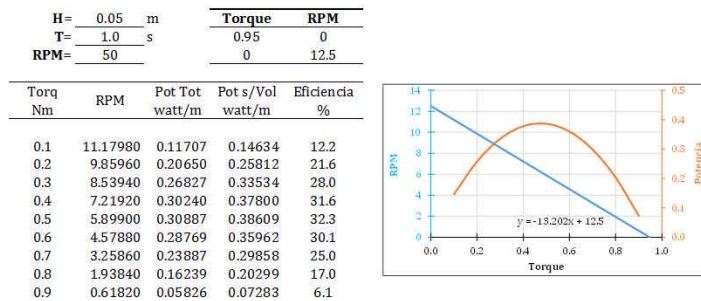 H= 0.05 m
T= 1.0 s
RPM= 50
Torque RPM
0.95 0
0 12.5
Torq Nm RPM Pot Tot watt/m Pot s/Vol watt/m Eficiencia %
0.1 11.17980 0.11707 0.14634 12.2
0.2 9.85960 0.20650 0.25812 21.6
0.3 8.53940 0.26827 0.33534 28.0
0.4 7.21920 0.30240 0.37800 31.6
0.5 5.89900 0.30887 0.38609 32.3
0.6 4.57880 0.28769 0.35962 30.1
0.7 3.25860 0.23887 0.29858 25.0
0.8 1.93840 0.16239 0.20299 17.0
0.9 0.61820 0.05826 0.07283 6.1
14 0.5
12
10 0.4
8 0.3
6
4 0.2
2 0.1
0 0.0
RPM
Potencia
y = -13.202x + 12.5
0.0 0.2 0.4 0.6 0.8 1.0
Torque